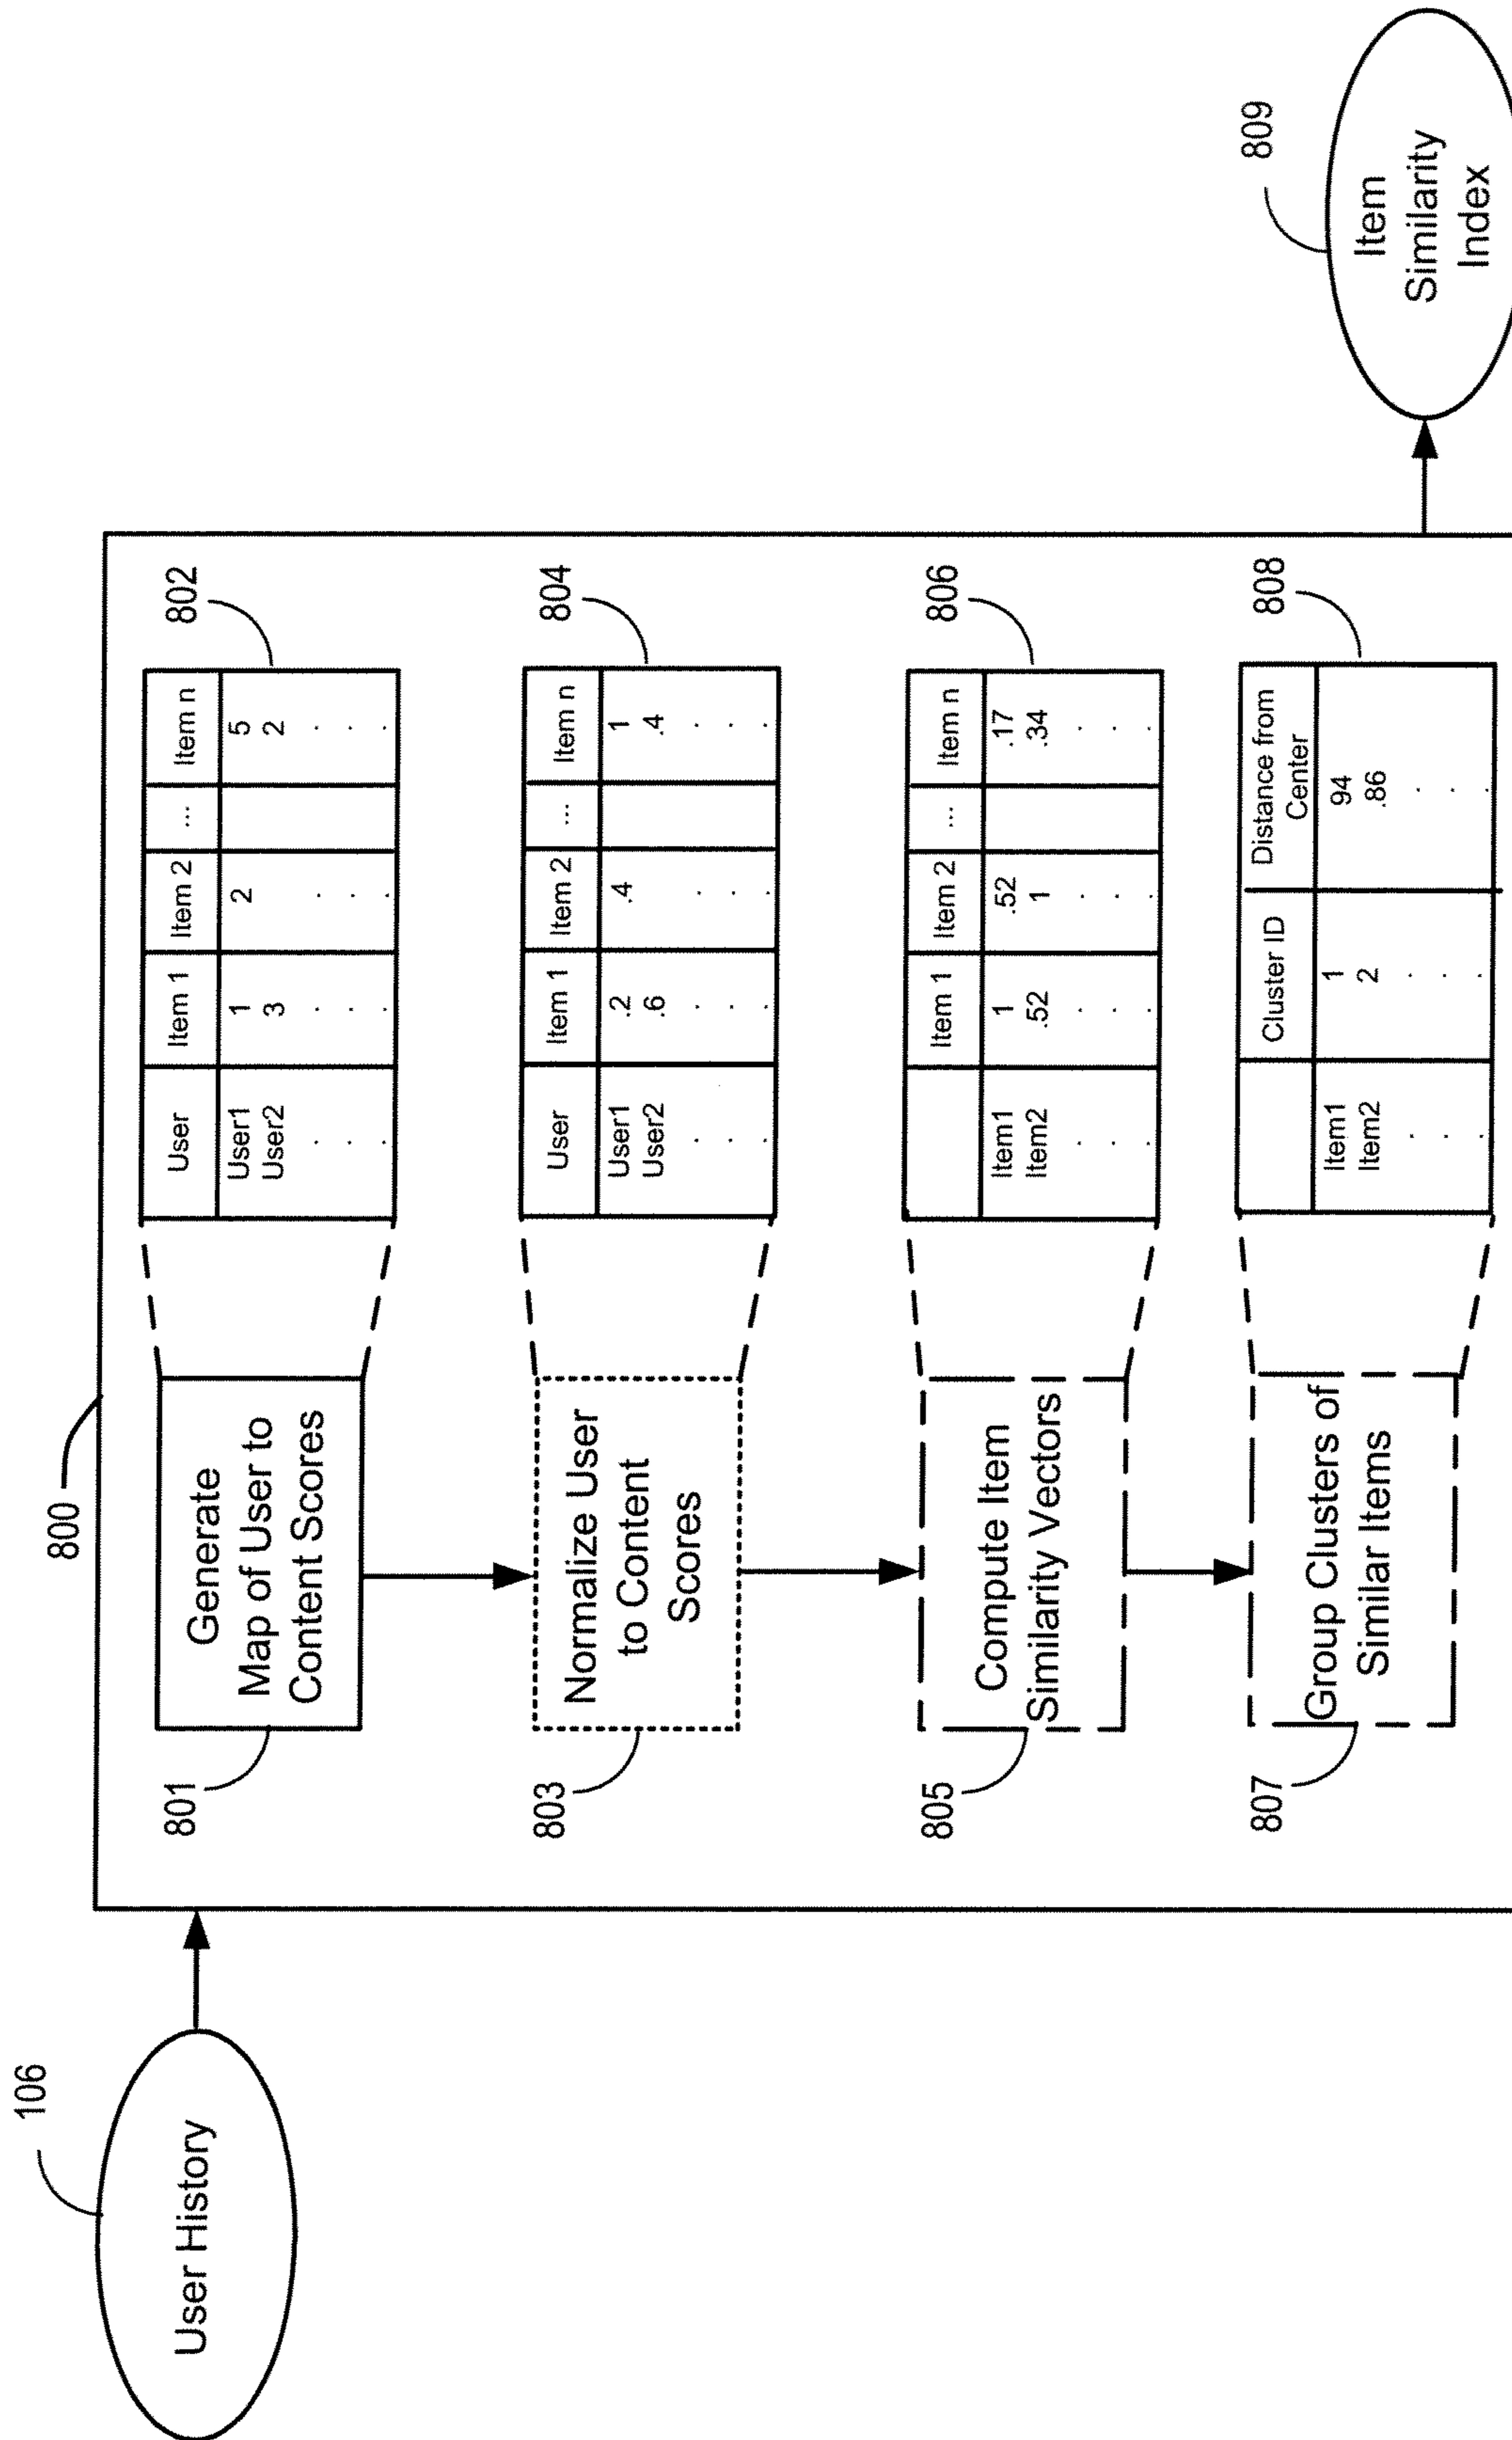 106
User History
800
801
Generate
Map of User to
Content Scores
802
User Item 1 Item 2 ... Item n
User1 1 2 5
User2 3 2
. . . .
. . . .
. . . .
803
Normalize User
to Content
Scores
804
User Item 1 Item 2 ... Item n
User1 .2 .4 1
User2 .6 .4
. . . .
. . . .
. . . .
805
Compute Item
Similarity Vectors
806
Item 1 Item 2 ... Item n
Item1 1 .52 .17
Item2 .52 1 .34
. . . .
. . . .
. . . .
807
Group Clusters of
Similar Items
808
Cluster ID Distance from
Center
Item1 1 94
Item2 2 .86
. . .
. . .
. . .
809
Item
Similarity
Index